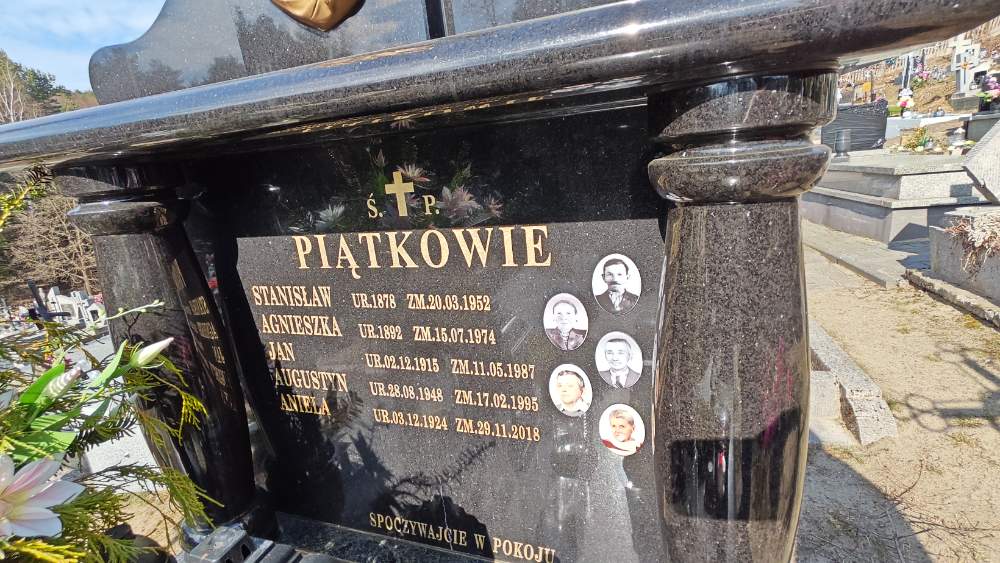 Ś. P.
PIĄTKOWIE
STANISŁAW UR.1878 ZM.20.03.1952
AGNIESZKA UR.1892 ZM.15.07.1974
JAN UR.02.12.1915 ZM.11.05.1987
AUGUSTYN UR.28.08.1948 ZM.17.02.1995
ANIELA UR.03.12.1924 ZM.29.11.2018
SPOCZYWAJCIE W POKOJU